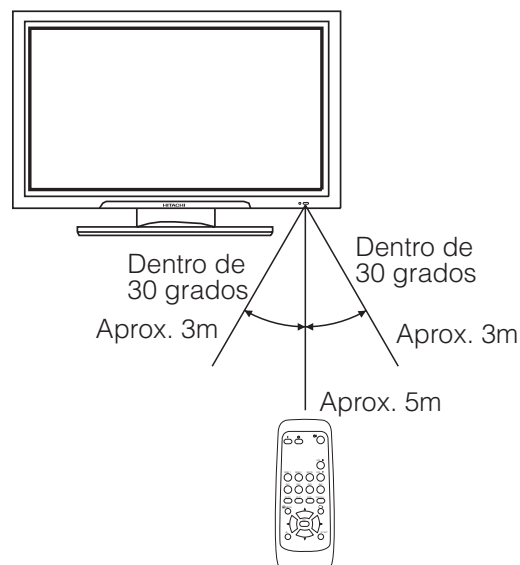 HITACHI
Dentro de
30 grados
Dentro de
30 grados
Aprox. 3m
Aprox. 3m
Aprox. 5m